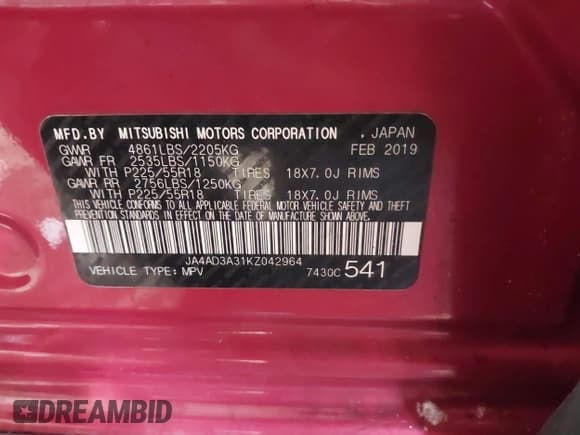 MFD.BY MITSUBISHI MOTORS CORPORATION , JAPAN
GVWR 4861LBS/2205KG FEB 2019
GAWR FR 2535LBS/1150KG
WITH P225/55R18 TIRES 18X7.0J RIMS
GAWR RR 2756LBS/1250KG
WITH P225/55R18 TIRES 18X7.0J RIMS
THIS VEHICLE CONFORMS TO ALL APPLICABLE FEDERAL MOTOR VEHICLE SAFETY AND THEFT
PREVENTION STANDARDS IN EFFECT ON THE DATE OF MANUFACTURE SHOWN ABOVE.
JA4AD3A31KZ042964
VEHICLE TYPE: MPV 7430C 541
DREAMBID